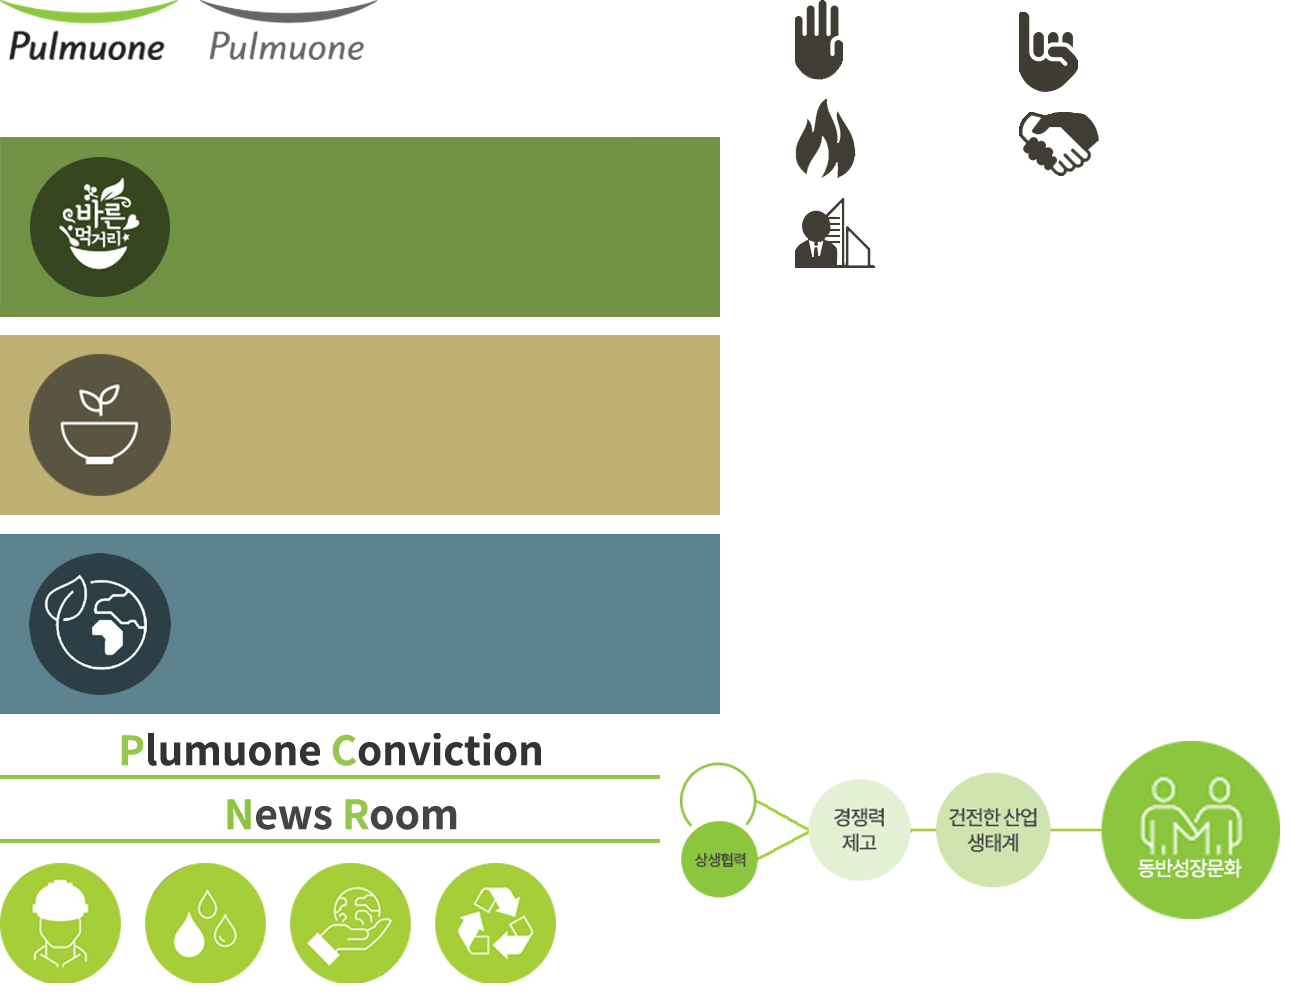 Pulmuone
Pulmuone
바른
먹거리
Plumuone Conviction
News Room
상생협력
경쟁력
제고
건전한 산업
생태계
동반성장문화